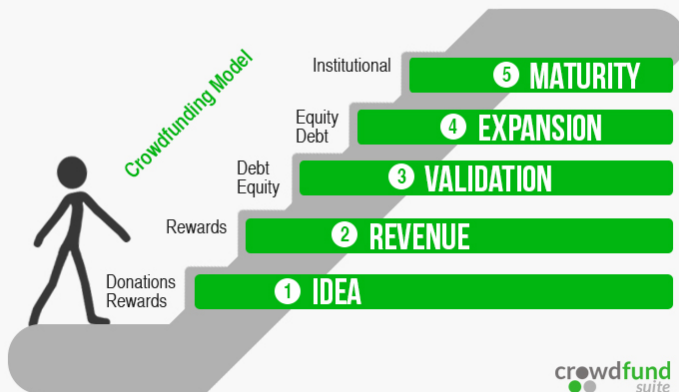 Crowdfunding Model
Institutional
5 MATURITY
Equity
Debt
4 EXPANSION
Debt
Equity
3 VALIDATION
Rewards
2 REVENUE
Donations
Rewards
1 IDEA
crowdfund
suite